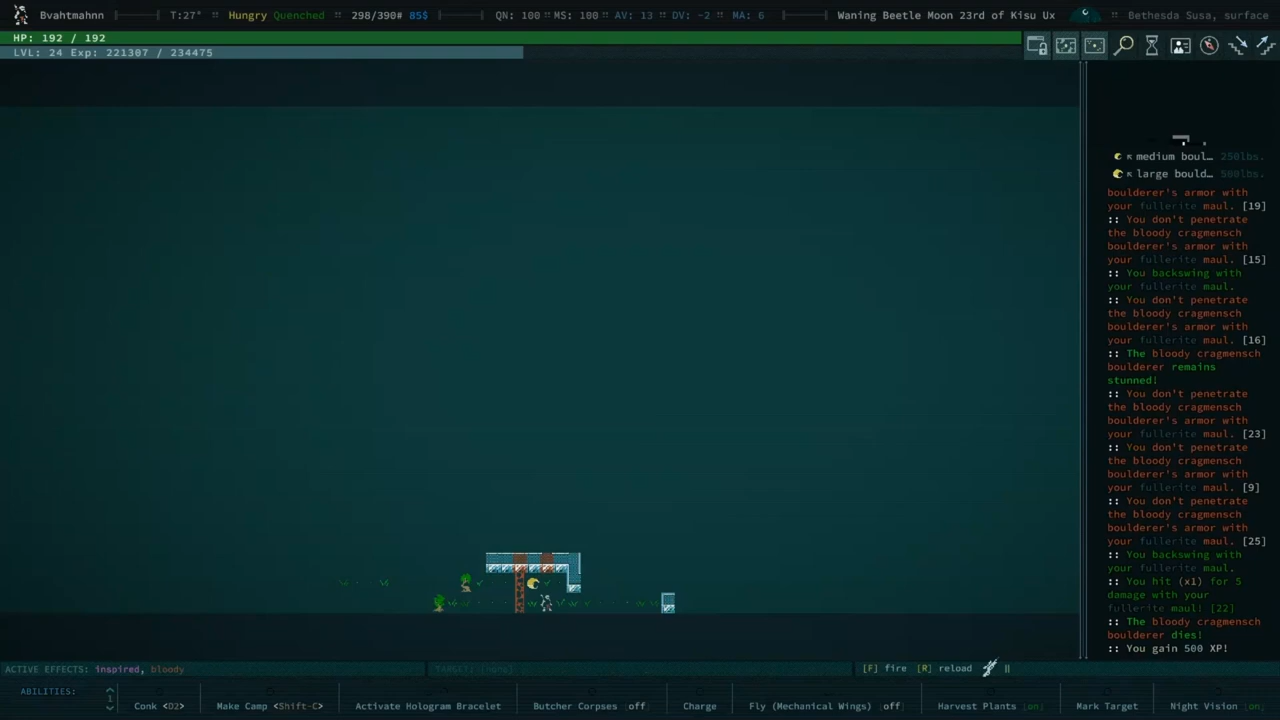 Bvahtmahnn T:27° Hungry Quenched 298/390# 85$ QN: 100 MS: 100 AV: 13 DV: -2 MA: 6 Waning Beetle Moon 23rd of Kisu Ux Bethesda Susa, surface
HP: 192 / 192
LVL: 24 Exp: 221307 / 234475
medium boul… 250lbs.
large bould… 500lbs.
boulderer's armor with
your fullerite maul. [19]
:: You don't penetrate
the bloody cragmensch
boulderer's armor with
your fullerite maul. [15]
:: You backswing with
your fullerite maul.
:: You don't penetrate
the bloody cragmensch
boulderer's armor with
your fullerite maul. [16]
:: The bloody cragmensch
boulderer remains
stunned!
:: You don't penetrate
the bloody cragmensch
boulderer's armor with
your fullerite maul. [23]
:: You don't penetrate
the bloody cragmensch
boulderer's armor with
your fullerite maul. [9]
:: You don't penetrate
the bloody cragmensch
boulderer's armor with
your fullerite maul. [25]
:: You backswing with
your fullerite maul.
:: You hit (x1) for 5
damage with your
fullerite maul! [22]
:: The bloody cragmensch
boulderer dies!
:: You gain 500 XP!
ACTIVE EFFECTS: inspired, bloody TARGET: [none] [F] fire [R] reload
ABILITIES: 1 Conk <02> Make Camp <Shift-C> Activate Hologram Bracelet Butcher Corpses [off] Charge Fly (Mechanical Wings) [off] Harvest Plants [on] Mark Target Night Vision [on]